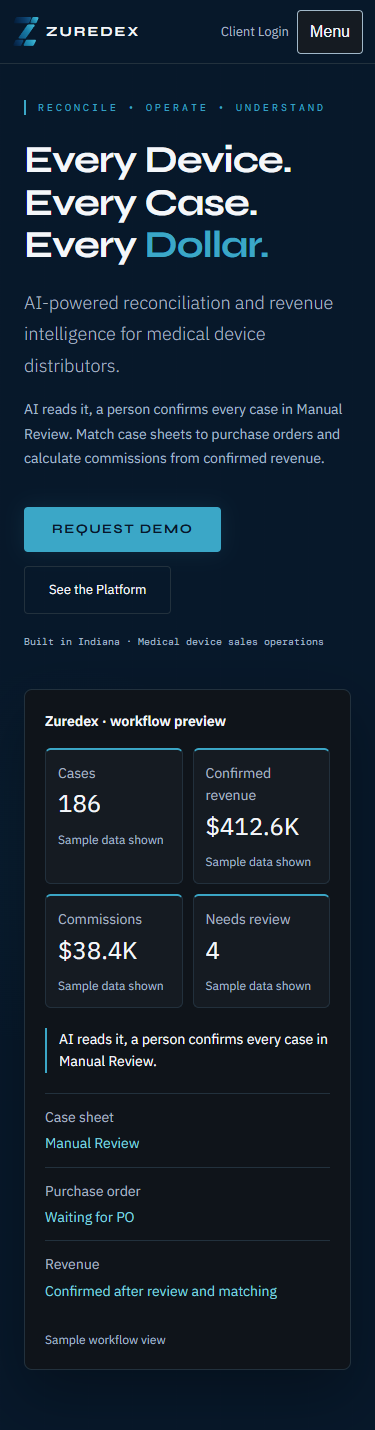 ZUREDEX
Client Login
Menu
RECONCILE • OPERATE • UNDERSTAND
Every Device.
Every Case.
Every Dollar.
AI-powered reconciliation and revenue
intelligence for medical device
distributors.
AI reads it, a person confirms every case in Manual
Review. Match case sheets to purchase orders and
calculate commissions from confirmed revenue.
REQUEST DEMO
See the Platform
Built in Indiana · Medical device sales operations
Zuredex · workflow preview
Cases
186
Sample data shown
Confirmed
revenue
$412.6K
Sample data shown
Commissions
$38.4K
Sample data shown
Needs review
4
Sample data shown
AI reads it, a person confirms every case in
Manual Review.
Case sheet
Manual Review
Purchase order
Waiting for PO
Revenue
Confirmed after review and matching
Sample workflow view